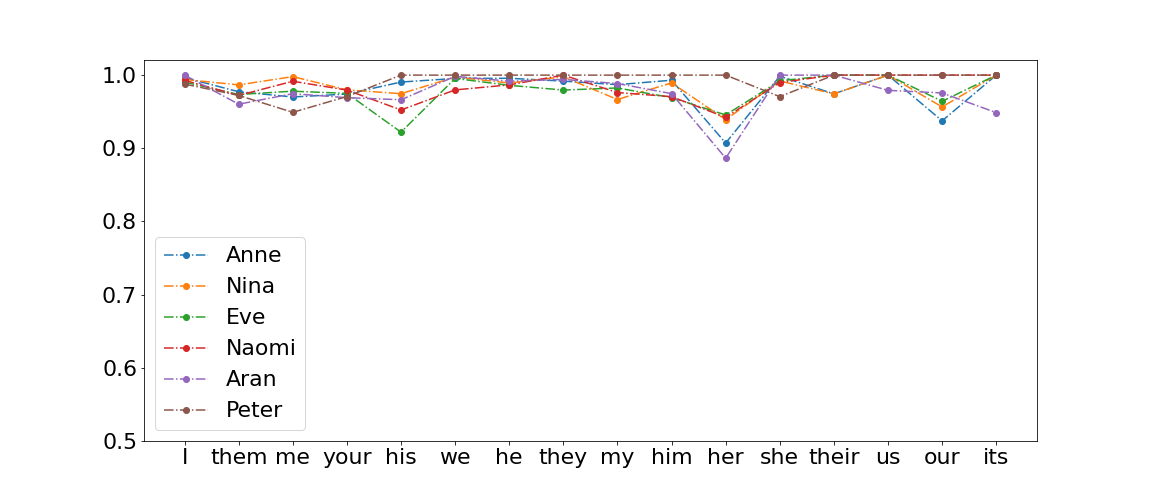 1.0
0.9
0.8
0.7
0.6
0.5
Anne
Nina
Eve
Naomi
Aran
Peter
I them me your his we he they my him her she their us our its